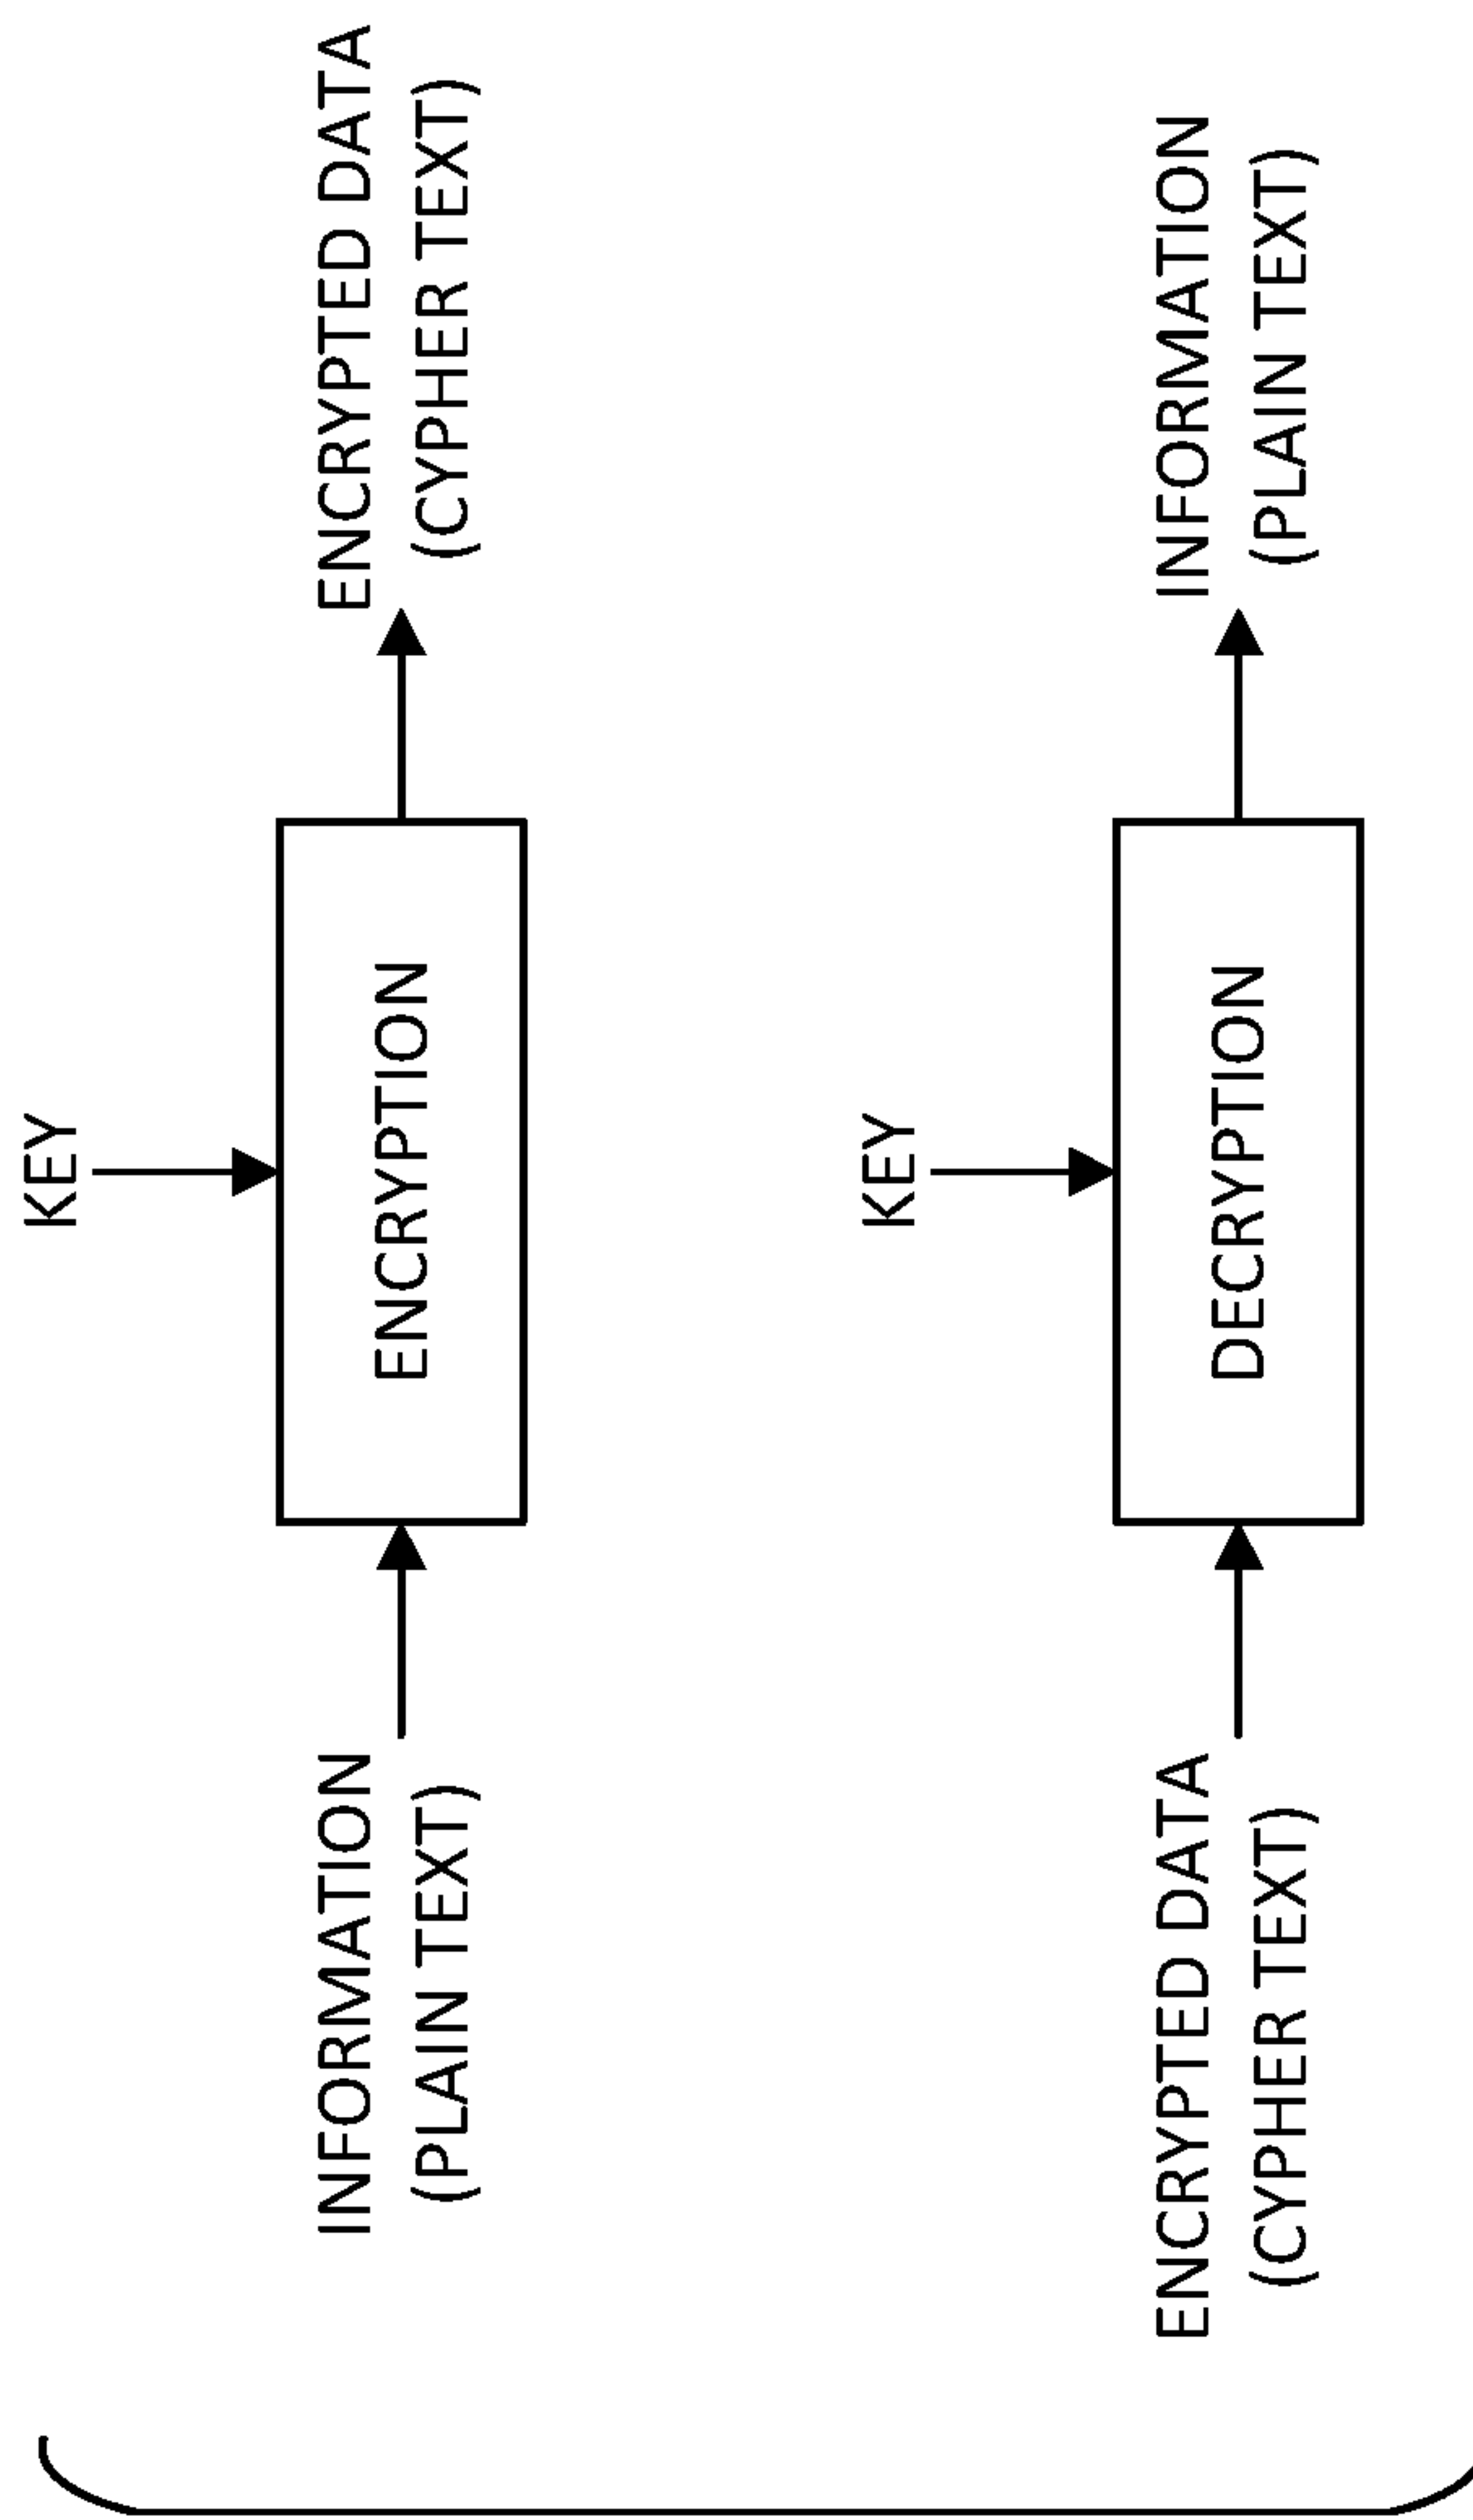 KEY
INFORMATION
(PLAIN TEXT)
ENCRYPTION
ENCRYPTED DATA
(CYPHER TEXT)
KEY
ENCRYPTED DATA
(CYPHER TEXT)
DECRYPTION
INFORMATION
(PLAIN TEXT)